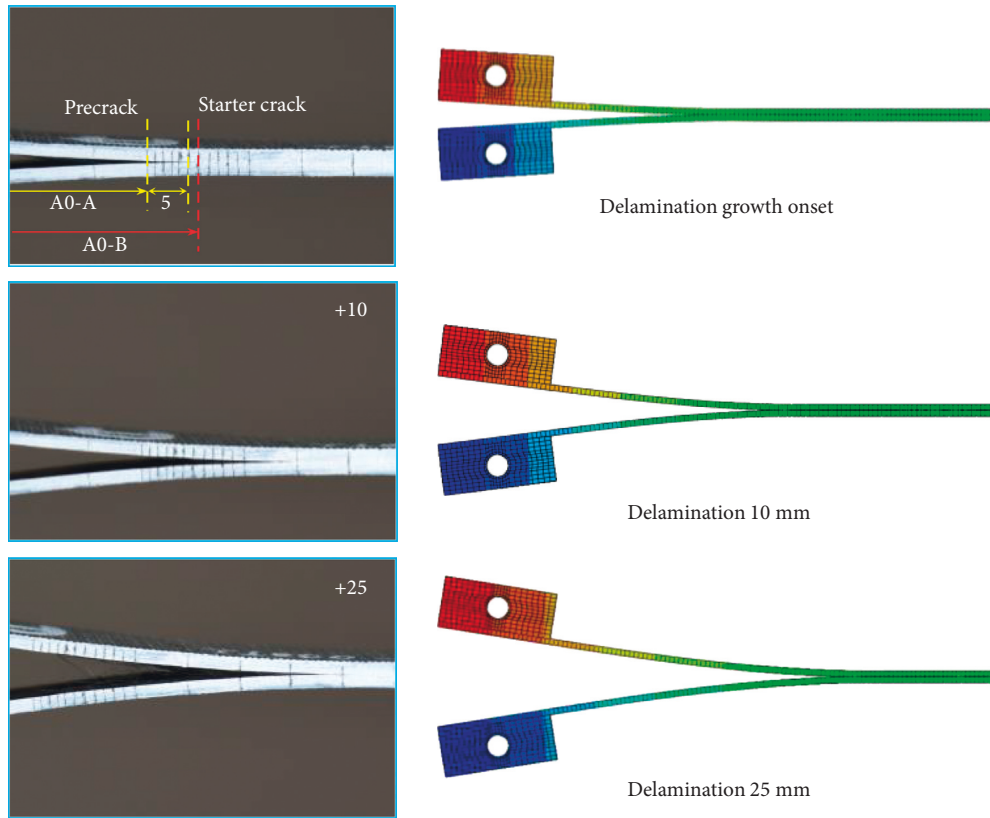 Precrack
Starter crack
A0-A
5
A0-B
Delamination growth onset
+10
Delamination 10 mm
+25
Delamination 25 mm